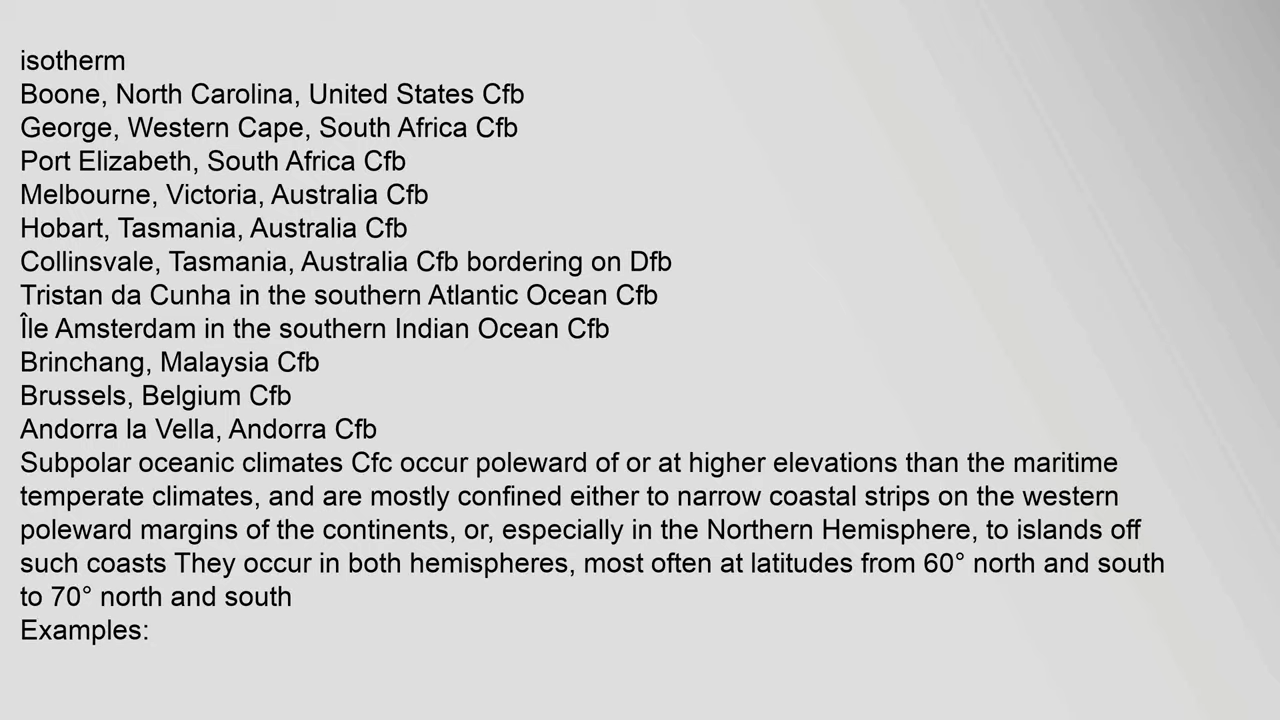 isotherm
Boone, North Carolina, United States Cfb
George, Western Cape, South Africa Cfb
Port Elizabeth, South Africa Cfb
Melbourne, Victoria, Australia Cfb
Hobart, Tasmania, Australia Cfb
Collinsvale, Tasmania, Australia Cfb bordering on Dfb
Tristan da Cunha in the southern Atlantic Ocean Cfb
Île Amsterdam in the southern Indian Ocean Cfb
Brinchang, Malaysia Cfb
Brussels, Belgium Cfb
Andorra la Vella, Andorra Cfb
Subpolar oceanic climates Cfc occur poleward of or at higher elevations than the maritime
temperate climates, and are mostly confined either to narrow coastal strips on the western
poleward margins of the continents, or, especially in the Northern Hemisphere, to islands off
such coasts They occur in both hemispheres, most often at latitudes from 60° north and south
to 70° north and south
Examples: